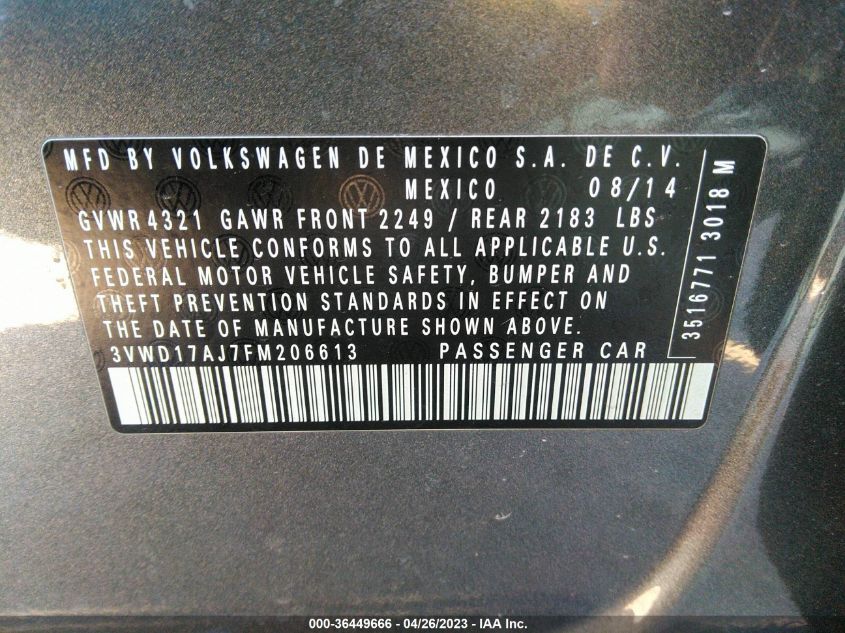 MFD BY VOLKSWAGEN DE MEXICO S.A. DE C.V.
MEXICO 08/14
GVWR 4321 GAWR FRONT 2249 / REAR 2183 LBS
THIS VEHICLE CONFORMS TO ALL APPLICABLE U.S.
FEDERAL MOTOR VEHICLE SAFETY, BUMPER AND
THEFT PREVENTION STANDARDS IN EFFECT ON
THE DATE OF MANUFACTURE SHOWN ABOVE.
3VWD17AJ7FM206613 PASSENGER CAR
3516771 3018 M
000-36449666 - 04/26/2023 - IAA Inc.